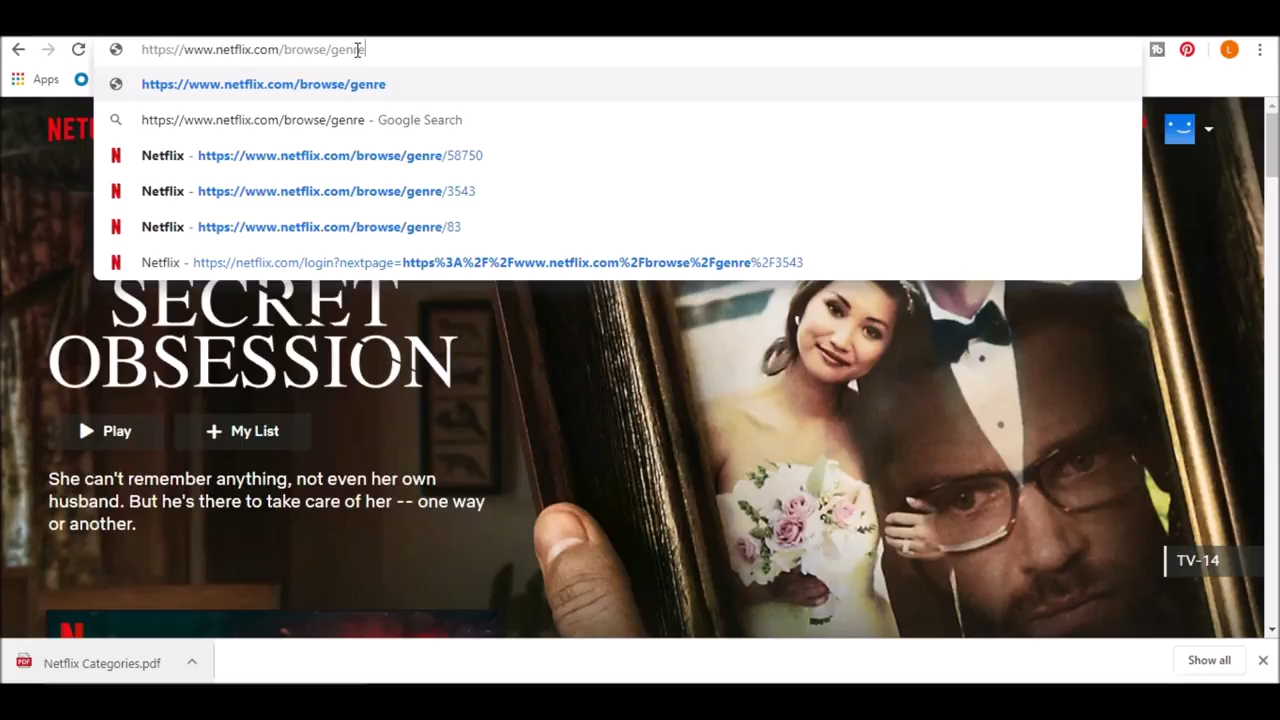 https://www.netflix.com/browse/genre
Apps
https://www.netflix.com/browse/genre
https://www.netflix.com/browse/genre - Google Search
Netflix - https://www.netflix.com/browse/genre/58750
Netflix - https://www.netflix.com/browse/genre/3543
Netflix - https://www.netflix.com/browse/genre/83
Netflix - https://netflix.com/login?nextpage=https%3A%2F%2Fwww.netflix.com%2Fbrowse%2Fgenre%2F3543
L
NET
SECRET
OBSESSION
Play
My List
She can't remember anything, not even her own
husband. But he's there to take care of her -- one way
or another.
TV-14
Netflix Categories.pdf
Show all